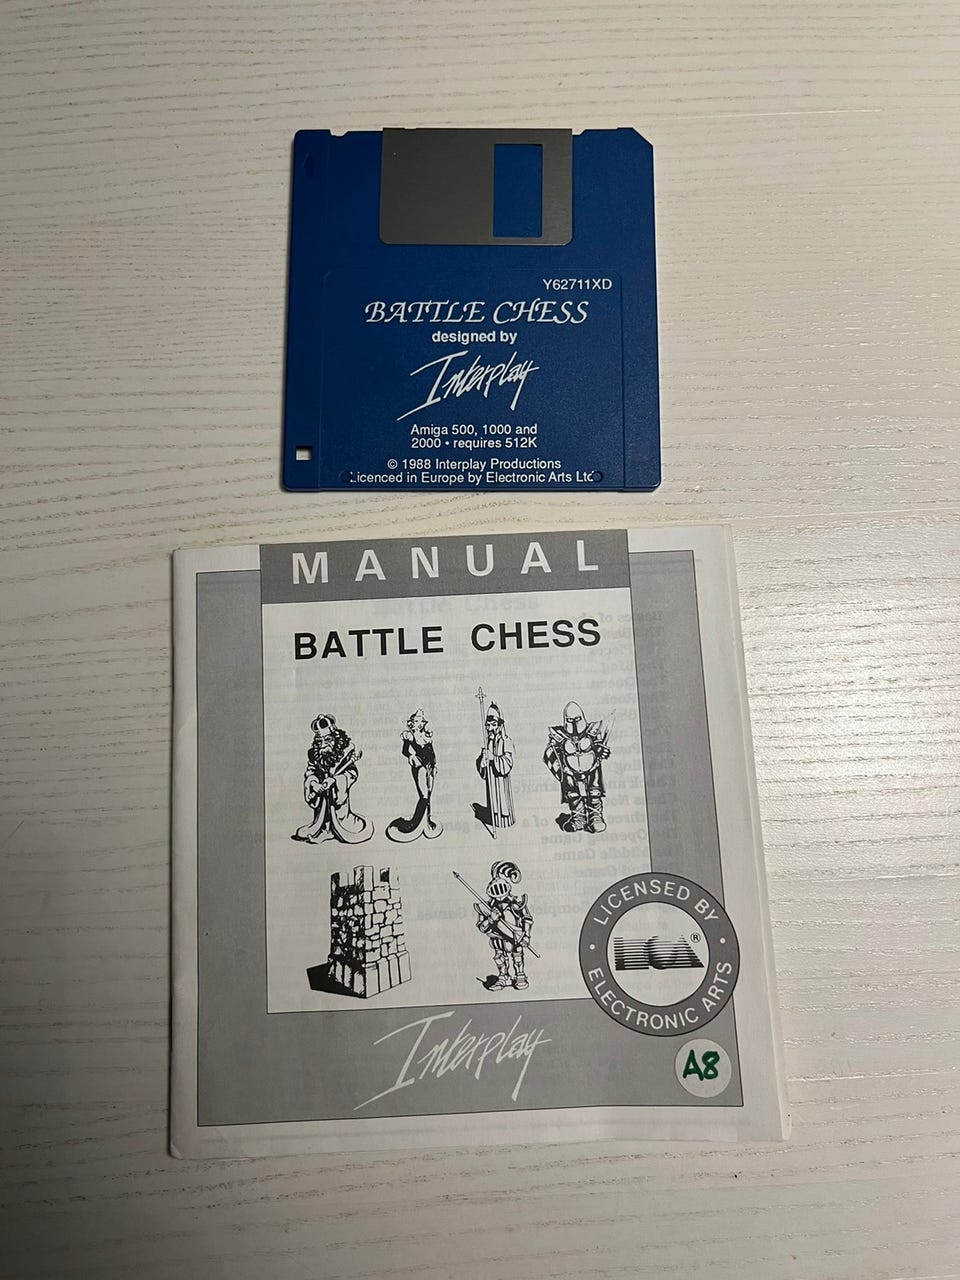 Y62711XD
BATTLE CHESS
designed by
Interplay
Amiga 500, 1000 and
2000 • requires 512K
© 1988 Interplay Productions
Licenced in Europe by Electronic Arts Ltd
MANUAL
BATTLE CHESS
LICENSED BY
EA®
ELECTRONIC ARTS
Interplay
A8